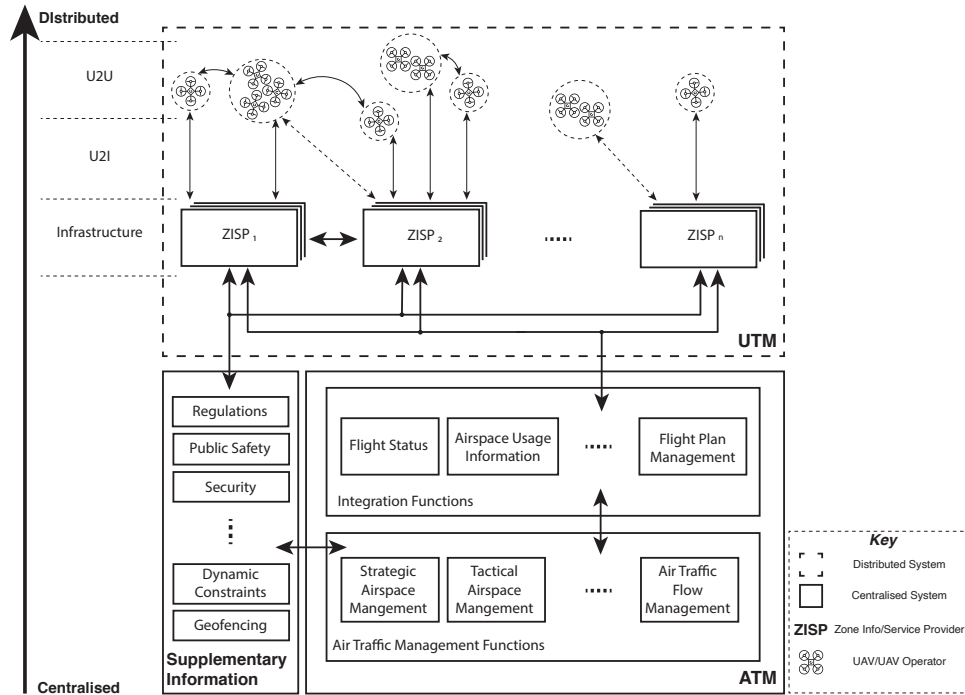 DIstributed
U2U
U2I
Infrastructure
ZISP 1
ZISP 2
.....
ZISP n
UTM
Regulations
Public Safety
Security
Dynamic
Constraints
Geofencing
Supplementary
Information
Flight Status
Airspace Usage
Information
.....
Flight Plan
Management
Integration Functions
Strategic
Airspace
Mangement
Tactical
Airspace
Mangement
.....
Air Traffic
Flow
Management
Air Traffic Management Functions
ATM
Centralised
Key
Distributed System
Centralised System
ZISP Zone Info/Service Provider
UAV/UAV Operator